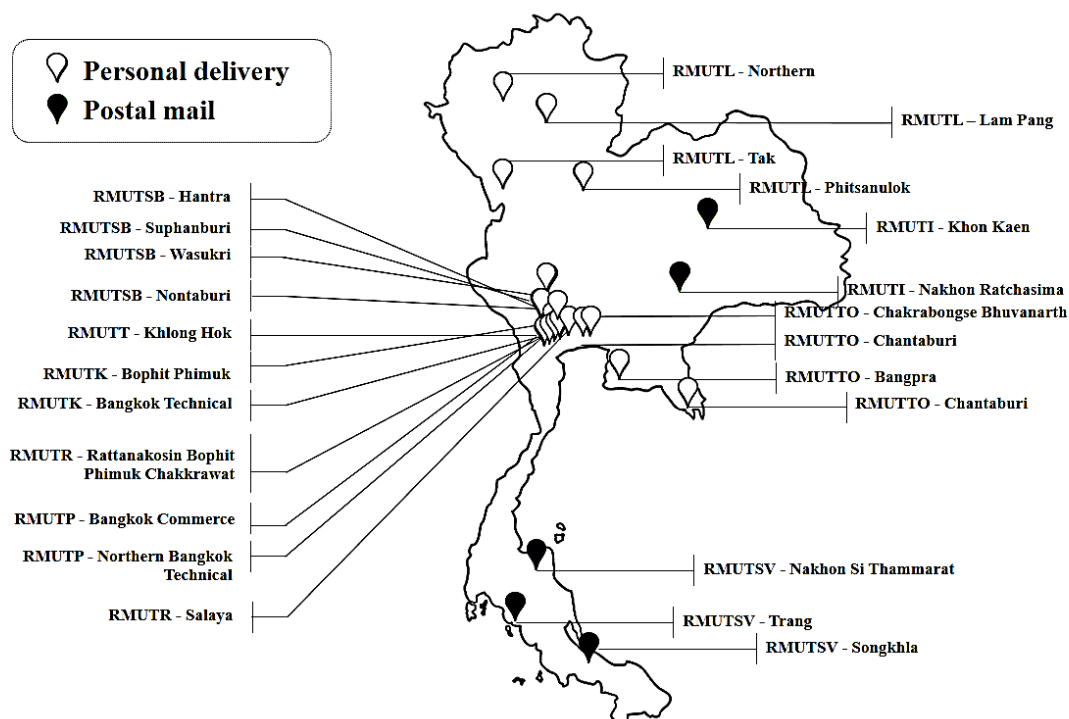 Personal delivery
Postal mail
RMUTL - Northern
RMUTL – Lam Pang
RMUTL - Tak
RMUTL - Phitsanulok
RMUTI - Khon Kaen
RMUTI - Nakhon Ratchasima
RMUTTO - Chakrabongse Bhuvanarth
RMUTTO - Chantaburi
RMUTTO - Bangpra
RMUTTO - Chantaburi
RMUTSB - Hantra
RMUTSB - Suphanburi
RMUTSB - Wasukri
RMUTSB - Nontaburi
RMUTT - Khlong Hok
RMUTK - Bophit Phimuk
RMUTK - Bangkok Technical
RMUTR - Rattanakosin Bophit
Phimuk Chakkrawat
RMUTP - Bangkok Commerce
RMUTP - Northern Bangkok
Technical
RMUTR - Salaya
RMUTSV - Nakhon Si Thammarat
RMUTSV - Trang
RMUTSV - Songkhla